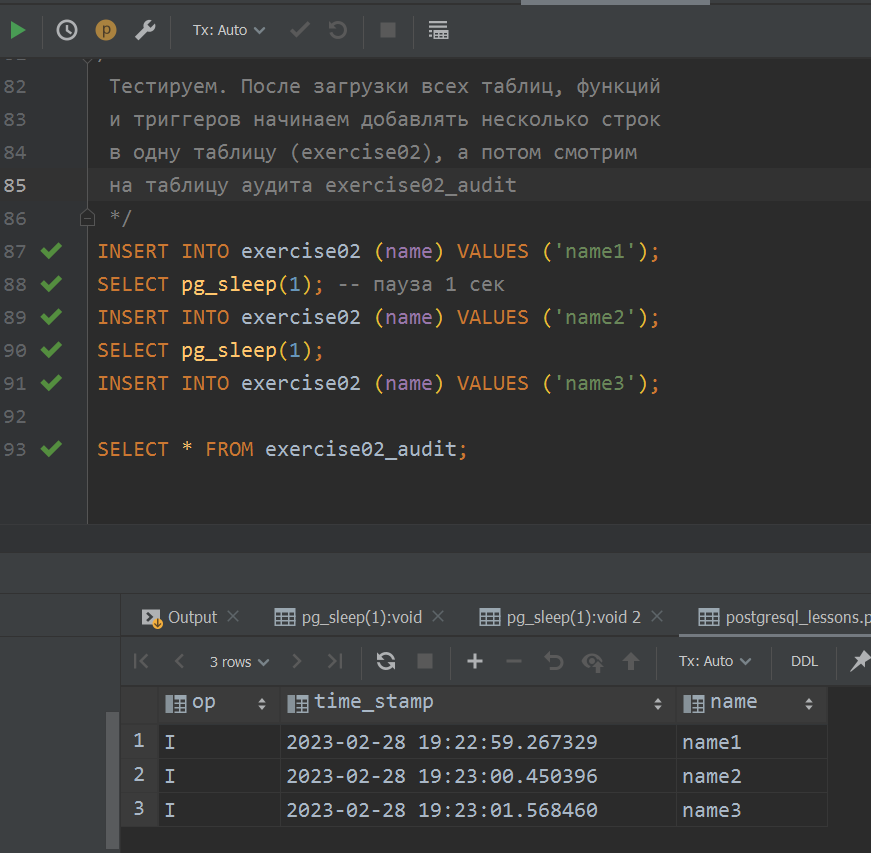 Tx: Auto
82 Тестируем. После загрузки всех таблиц, функций
83 и триггеров начинаем добавлять несколько строк
84 в одну таблицу (exercise02), а потом смотрим
85 на таблицу аудита exercise02_audit
86 */
87 INSERT INTO exercise02 (name) VALUES ('name1');
88 SELECT pg_sleep(1); -- пауза 1 сек
89 INSERT INTO exercise02 (name) VALUES ('name2');
90 SELECT pg_sleep(1);
91 INSERT INTO exercise02 (name) VALUES ('name3');
92
93 SELECT * FROM exercise02_audit;
Output pg_sleep(1):void pg_sleep(1):void 2 postgresql_lessons.p
3 rows Tx: Auto DDL
op time_stamp name
1 I 2023-02-28 19:22:59.267329 name1
2 I 2023-02-28 19:23:00.450396 name2
3 I 2023-02-28 19:23:01.568460 name3